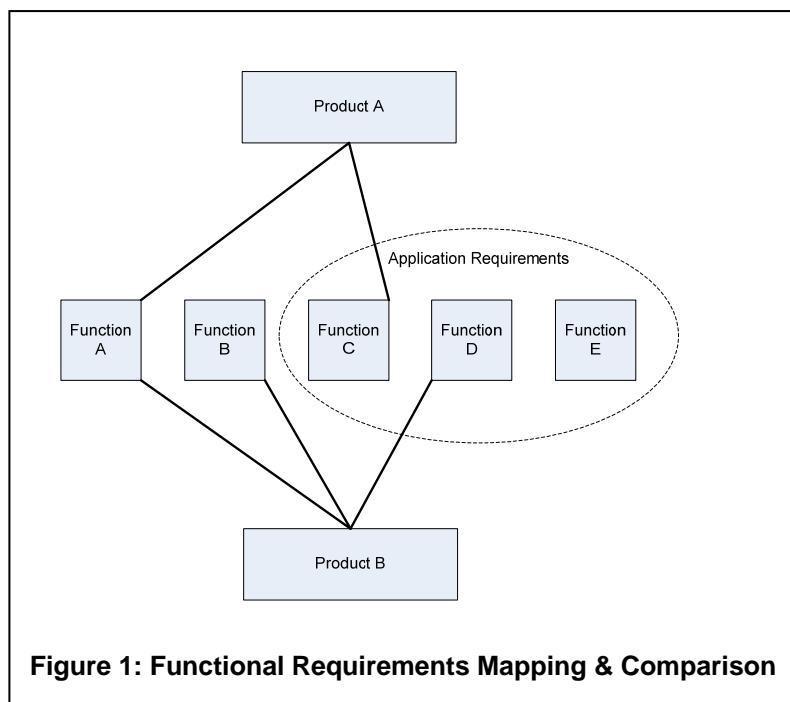 Product A
Application Requirements
Function
A
Function
B
Function
C
Function
D
Function
E
Product B
Figure 1: Functional Requirements Mapping & Comparison